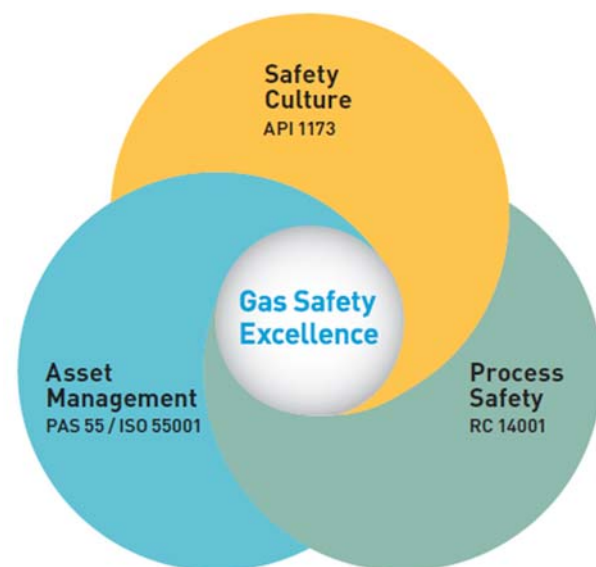 Safety
Culture
API 1173
Gas Safety
Excellence
Asset
Management
PAS 55 / ISO 55001
Process
Safety
RC 14001